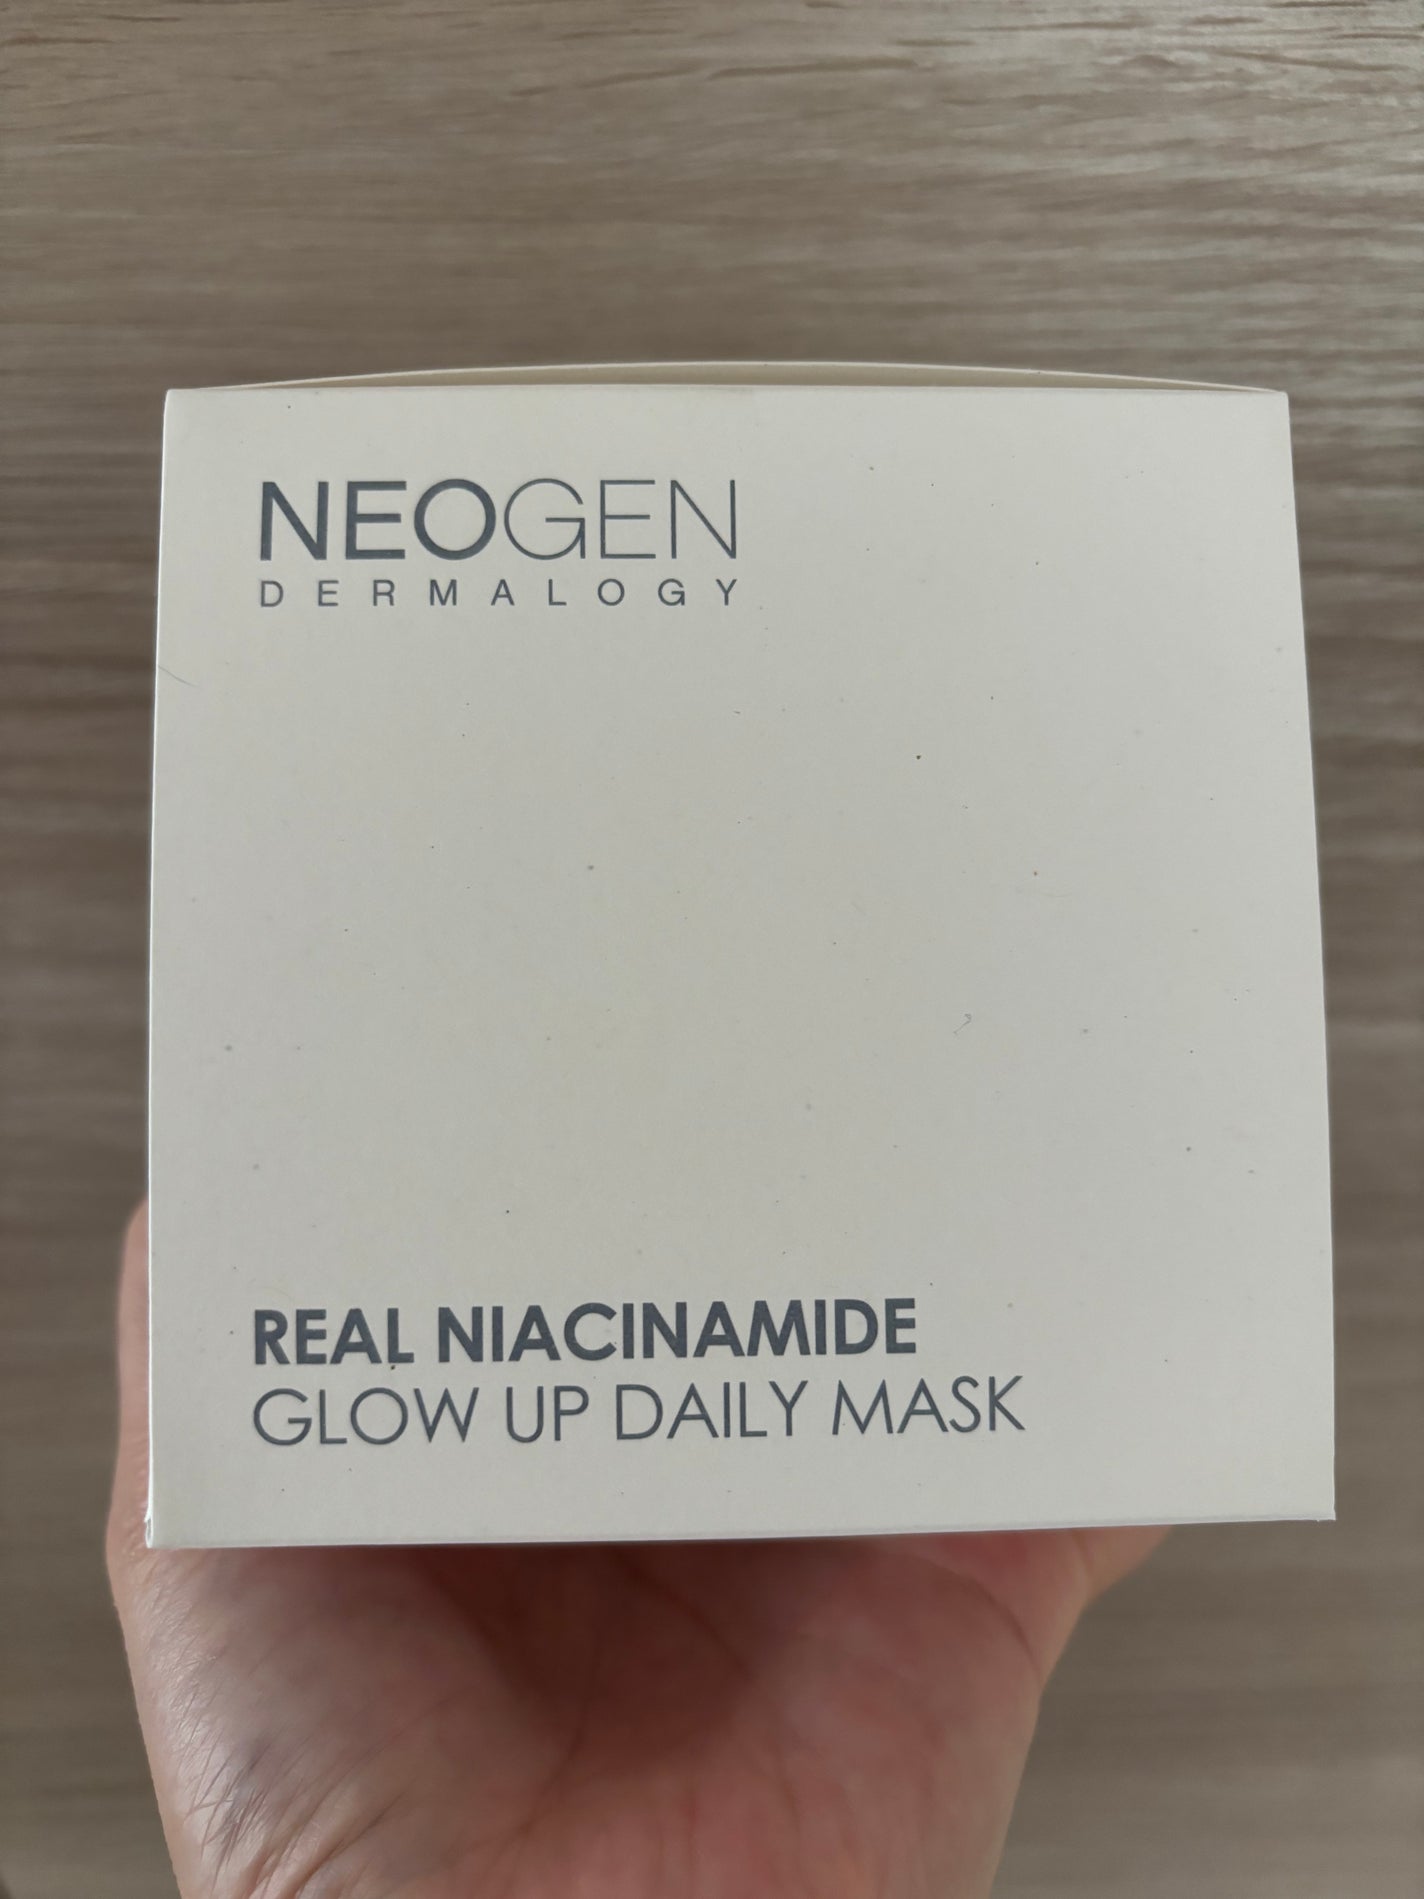 NEOGEN
DERMALOGY
REAL NIACINAMIDE
GLOW UP DAILY MASK